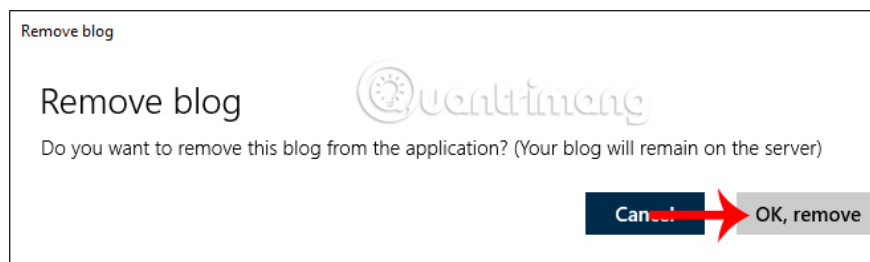 Remove blog
Remove blog
Quantrimang
Do you want to remove this blog from the application? (Your blog will remain on the server)
Cancel
OK, remove